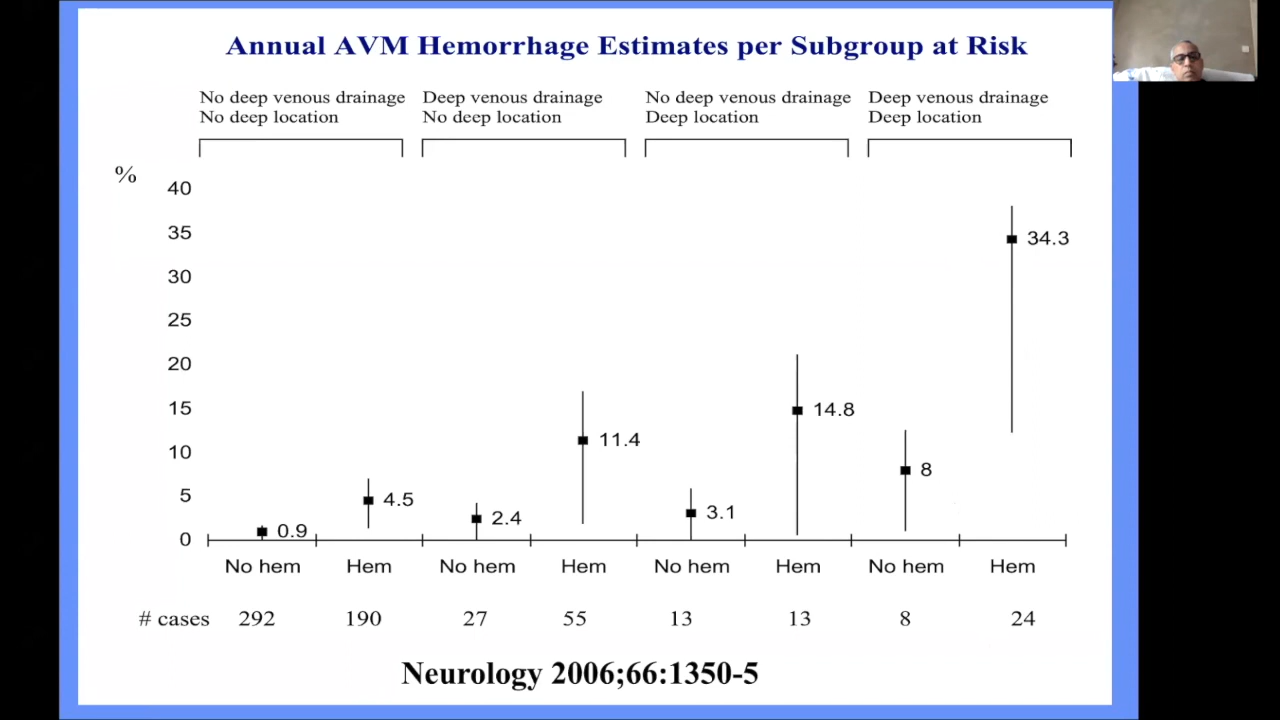 Annual AVM Hemorrhage Estimates per Subgroup at Risk
No deep venous drainage
No deep location
Deep venous drainage
No deep location
No deep venous drainage
Deep location
Deep venous drainage
Deep location
%
40
35
30
25
20
15
10
5
0
0.9
4.5
2.4
11.4
3.1
14.8
8
34.3
No hem Hem No hem Hem No hem Hem No hem Hem
# cases 292 190 27 55 13 13 8 24
Neurology 2006;66:1350-5